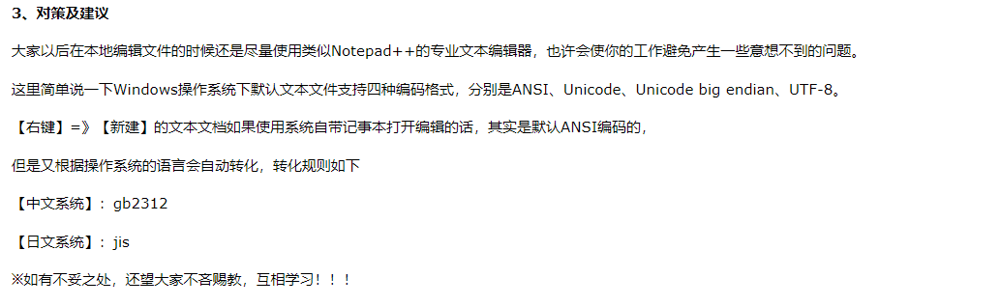 3、对策及建议
大家以后在本地编辑文件的时候还是尽量使用类似Notepad++的专业文本编辑器，也许会使你的工作避免产生一些意想不到的问题。
这里简单说一下Windows操作系统下默认文本文件支持四种编码格式，分别是ANSI、Unicode、Unicode big endian、UTF-8。
【右键】=》【新建】的文本文档如果使用系统自带记事本打开编辑的话，其实是默认ANSI编码的，
但是又根据操作系统的语言会自动转化，转化规则如下
【中文系统】：gb2312
【日文系统】：jis
※如有不妥之处，还望大家不吝赐教，互相学习！！！